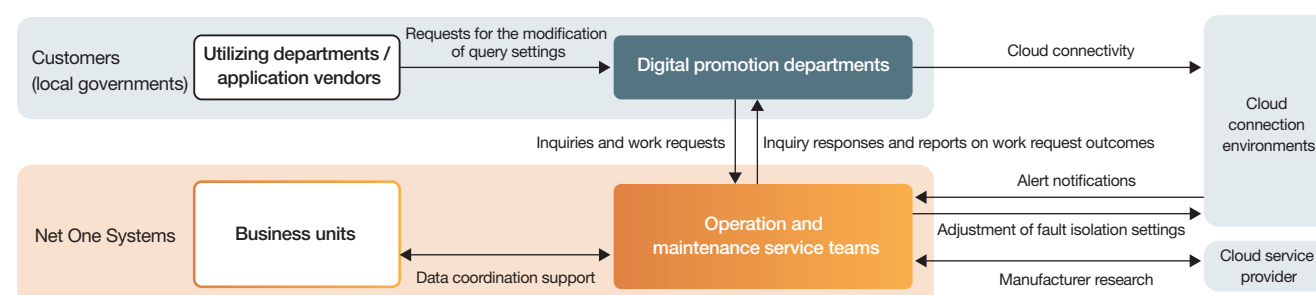 Customers
(local governments)
Utilizing departments /
application vendors
Requests for the modification
of query settings
Digital promotion departments
Cloud connectivity
Cloud
connection
environments
Inquiries and work requests
Inquiry responses and reports on work request outcomes
Net One Systems
Business units
Data coordination support
Operation and
maintenance service teams
Alert notifications
Adjustment of fault isolation settings
Manufacturer research
Cloud service
provider